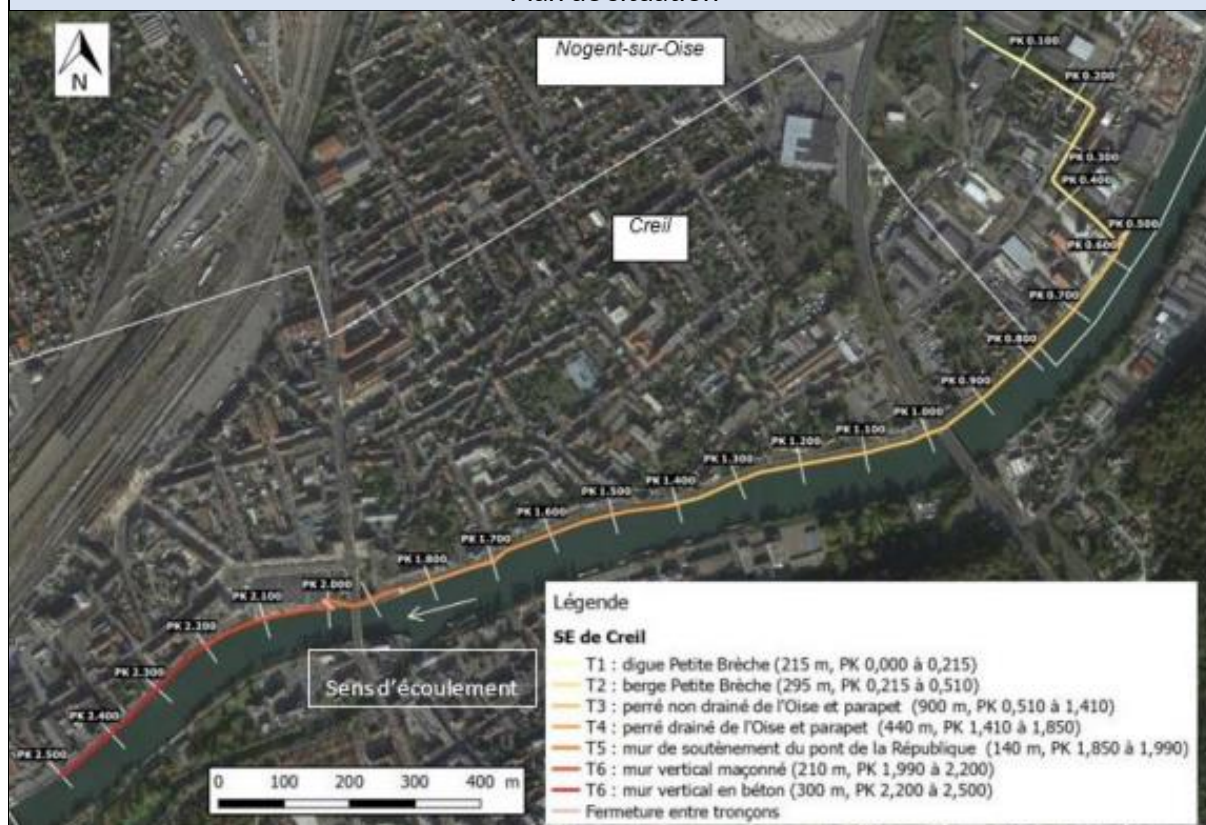 Plan de situation
N
Nogent-sur-Oise
Creil
PK 0.100
PK 0.200
PK 0.300
PK 0.400
PK 0.500
PK 0.600
PK 0.700
PK 0.800
PK 0.900
PK 1.000
PK 1.100
PK 1.200
PK 1.300
PK 1.400
PK 1.500
PK 1.600
PK 1.700
PK 1.800
PK 2.000
PK 2.100
PK 2.200
PK 2.300
PK 2.400
PK 2.500
Sens d'écoulement
0 100 200 300 400 m
Légende
SE de Creil
T1 : digue Petite Brèche (215 m, PK 0,000 à 0,215)
T2 : berge Petite Brèche (295 m, PK 0,215 à 0,510)
T3 : perré non drainé de l'Oise et parapet (900 m, PK 0,510 à 1,410)
T4 : perré drainé de l'Oise et parapet (440 m, PK 1,410 à 1,850)
T5 : mur de soutènement du pont de la République (140 m, PK 1,850 à 1,990)
T6 : mur vertical maçonné (210 m, PK 1,990 à 2,200)
T6 : mur vertical en béton (300 m, PK 2,200 à 2,500)
Fermeture entre tronçons